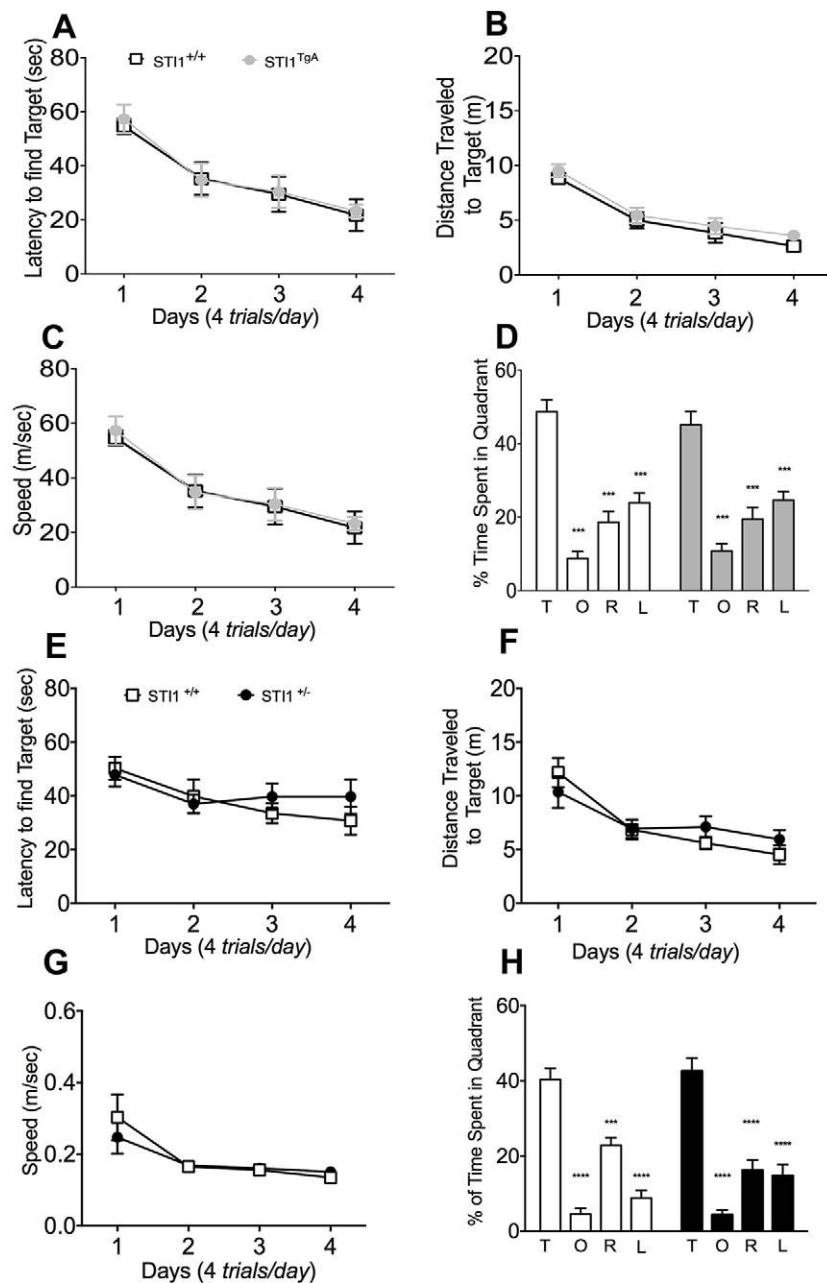 A
STI1+/+
STI1TgA
Latency to find Target (sec)
80
60
40
20
0
1 2 3 4
Days (4 trials/day)
B
Distance Traveled
to Target (m)
20
15
10
5
0
1 2 3 4
Days (4 trials/day)
C
Speed (m/sec)
80
60
40
20
0
1 2 3 4
Days (4 trials/day)
D
% Time Spent in Quadrant
60
40
20
0
*** *** *** *** *** ***
T O R L T O R L
E
STI1 +/+
STI1 +/-
Latency to find Target (sec)
80
60
40
20
0
1 2 3 4
Days (4 trials/day)
F
Distance Traveled
to Target (m)
20
15
10
5
0
1 2 3 4
Days (4 trials/day)
G
Speed (m/sec)
0.6
0.4
0.2
0.0
1 2 3 4
Days (4 trials/day)
H
% of Time Spent in Quadrant
60
40
20
0
**** *** **** **** **** ****
T O R L T O R L